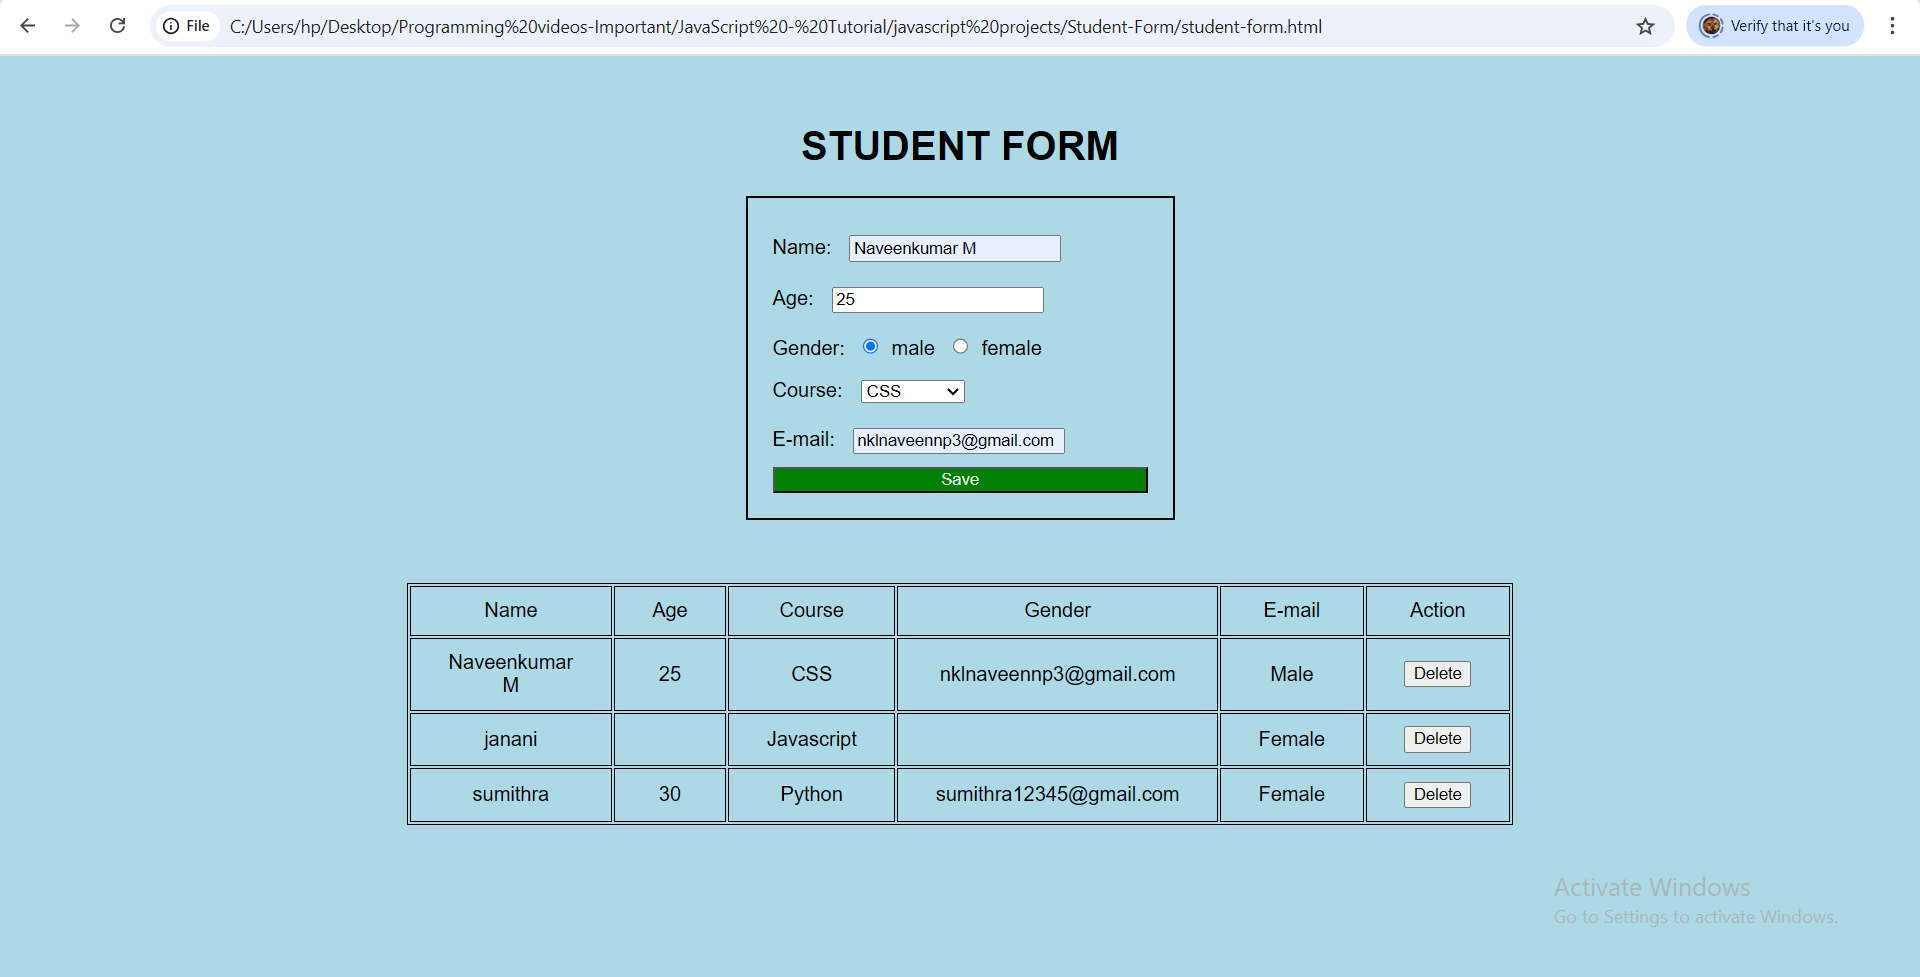 File C:/Users/hp/Desktop/Programming%20videos-Important/JavaScript%20-%20Tutorial/javascript%20projects/Student-Form/student-form.html Verify that it's you
STUDENT FORM
Name: Naveenkumar M
Age: 25
Gender: male female
Course: CSS
E-mail: nklnaveennp3@gmail.com
Save
Name Age Course Gender E-mail Action
Naveenkumar M 25 CSS nklnaveennp3@gmail.com Male Delete
janani Javascript Female Delete
sumithra 30 Python sumithra12345@gmail.com Female Delete
Activate Windows
Go to Settings to activate Windows.